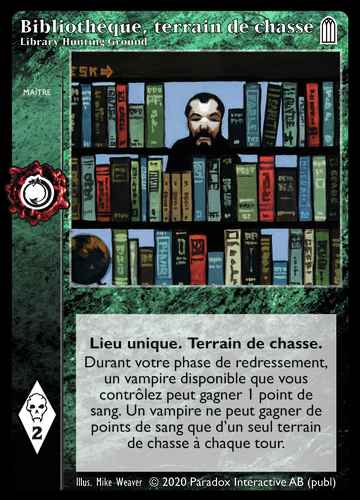 Bibliothèque, terrain de chasse
Library Hunting Ground
MAÎTRE
ESK
Lieu unique. Terrain de chasse.
Durant votre phase de redressement,
un vampire disponible que vous
contrôlez peut gagner 1 point de
sang. Un vampire ne peut gagner de
points de sang que d'un seul terrain
de chasse à chaque tour.
2
Illus. Mike Weaver © 2020 Paradox Interactive AB (publ)